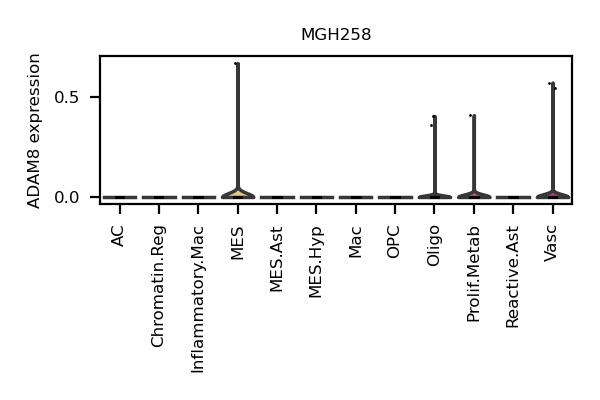 MGH258
ADAM8 expression
0.5
0.0
AC
Chromatin.Reg
Inflammatory.Mac
MES
MES.Ast
MES.Hyp
Mac
OPC
Oligo
Prolif.Metab
Reactive.Ast
Vasc